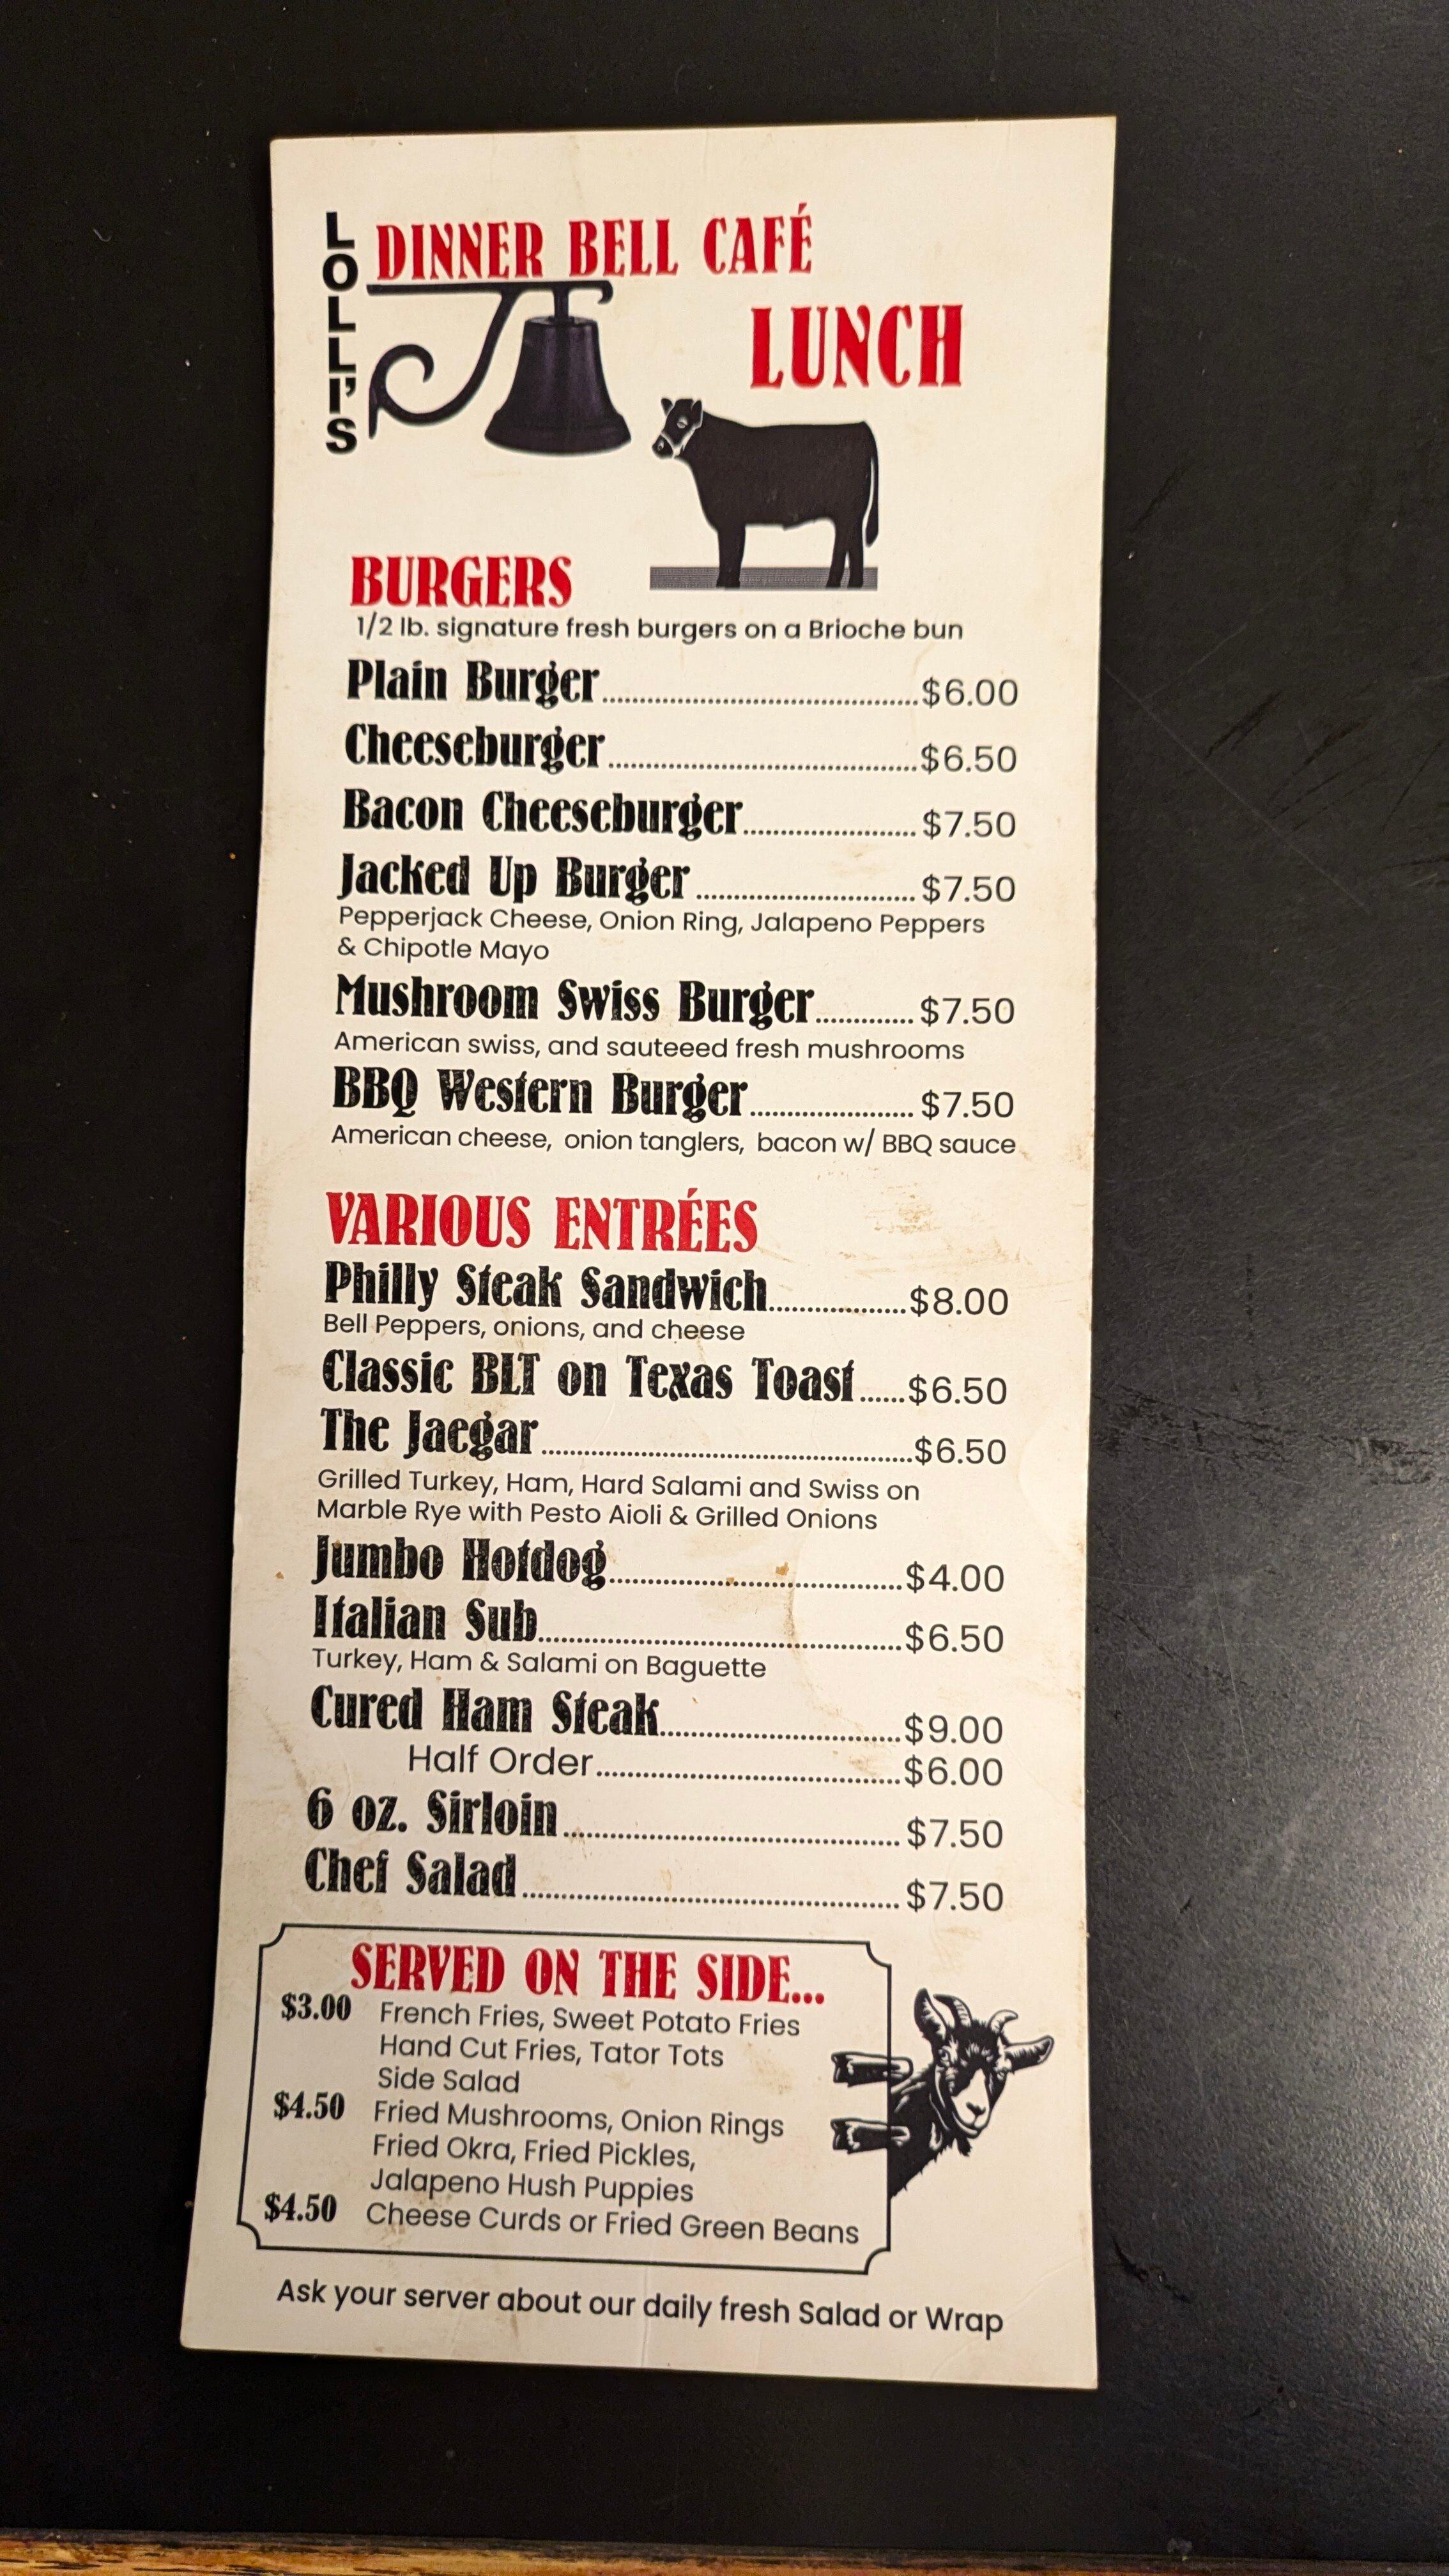 LOLLI'S
DINNER BELL CAFÉ
LUNCH
BURGERS
1/2 lb. signature fresh burgers on a Brioche bun
Plain Burger..........$6.00
Cheeseburger..........$6.50
Bacon Cheeseburger..........$7.50
Jacked Up Burger..........$7.50
Pepperjack Cheese, Onion Ring, Jalapeno Peppers
& Chipotle Mayo
Mushroom Swiss Burger..........$7.50
American swiss, and sauteeed fresh mushrooms
BBQ Western Burger..........$7.50
American cheese, onion tanglers, bacon w/ BBQ sauce
VARIOUS ENTRÉES
Philly Steak Sandwich..........$8.00
Bell Peppers, onions, and cheese
Classic BLT on Texas Toast......$6.50
The Jaegar..........$6.50
Grilled Turkey, Ham, Hard Salami and Swiss on
Marble Rye with Pesto Aioli & Grilled Onions
Jumbo Hotdog..........$4.00
Italian Sub..........$6.50
Turkey, Ham & Salami on Baguette
Cured Ham Steak..........$9.00
Half Order..........$6.00
6 oz. Sirloin..........$7.50
Chef Salad..........$7.50
SERVED ON THE SIDE...
$3.00 French Fries, Sweet Potato Fries
Hand Cut Fries, Tator Tots
Side Salad
$4.50 Fried Mushrooms, Onion Rings
Fried Okra, Fried Pickles,
Jalapeno Hush Puppies
$4.50 Cheese Curds or Fried Green Beans
Ask your server about our daily fresh Salad or Wrap